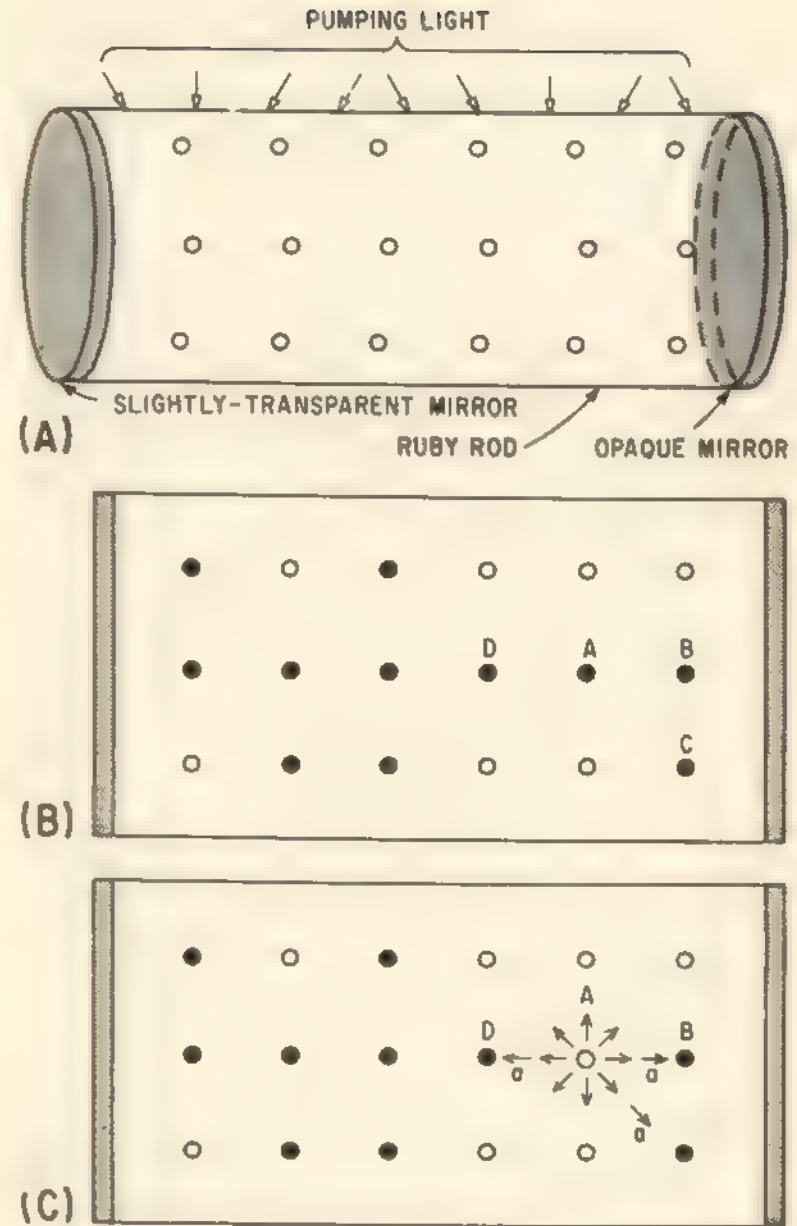 PUMPING LIGHT
SLIGHTLY-TRANSPARENT MIRROR
(A)
RUBY ROD OPAQUE MIRROR
D A B
C
(B)
A
D B
a a
a
(C)